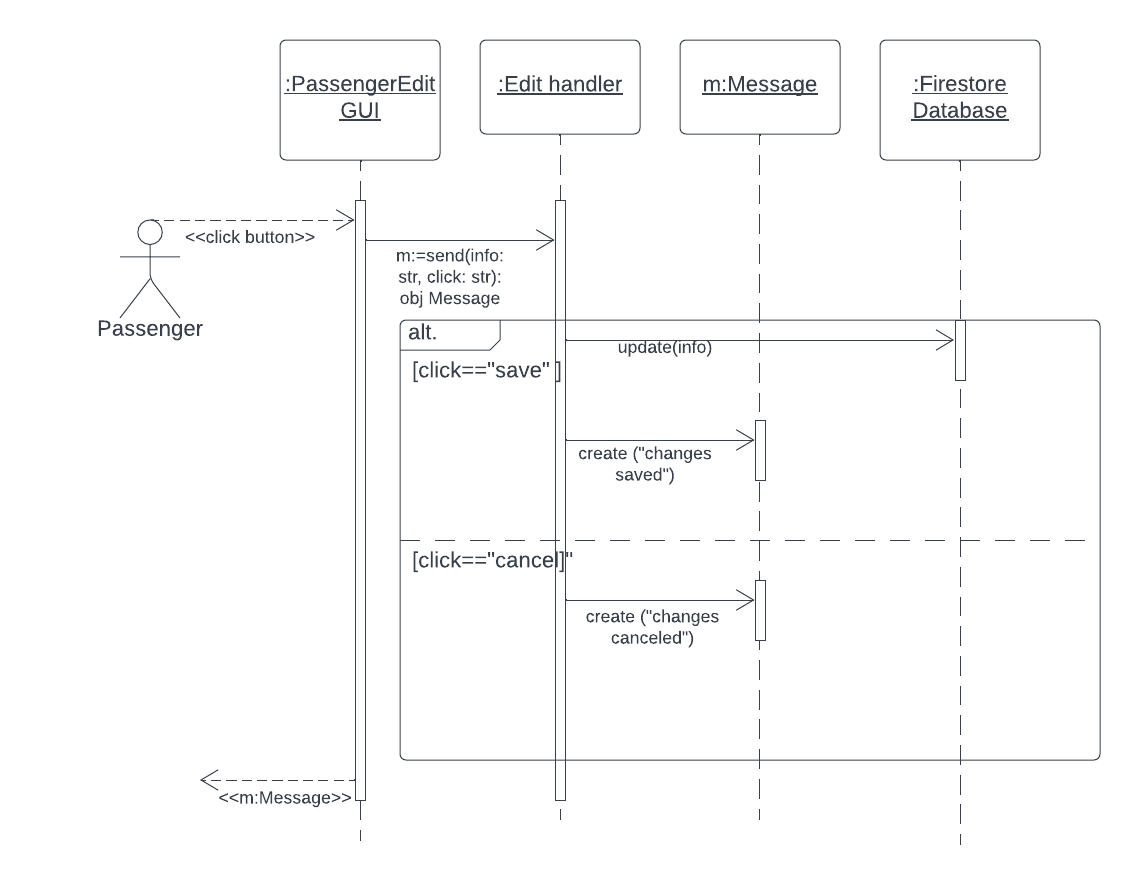 :PassengerEdit
GUI
:Edit handler
m:Message
:Firestore
Database
<<click button>>
Passenger
m:=send(info:
str, click: str):
obj Message
alt.
update(info)
[click=="save" ]
create ("changes
saved")
[click=="cancel]"
create ("changes
canceled")
<<m:Message>>